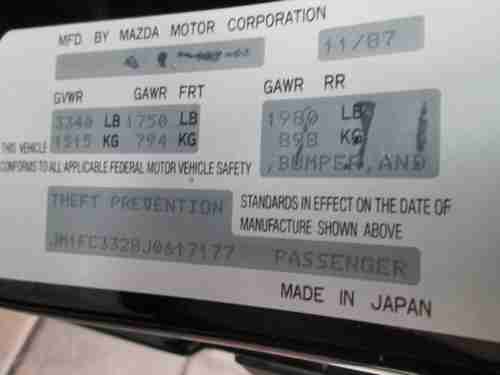 MFD. BY MAZDA MOTOR CORPORATION
11/87
GVWR GAWR FRT GAWR RR
3340 LB 1750 LB 1980 LB
THIS VEHICLE 1515 KG 794 KG 898 KG
CONFORMS TO ALL APPLICABLE FEDERAL MOTOR VEHICLE SAFETY ,BUMPER,AND
THEFT PREVENTION STANDARDS IN EFFECT ON THE DATE OF
MANUFACTURE SHOWN ABOVE
JM1FC3328J0617177 PASSENGER
MADE IN JAPAN